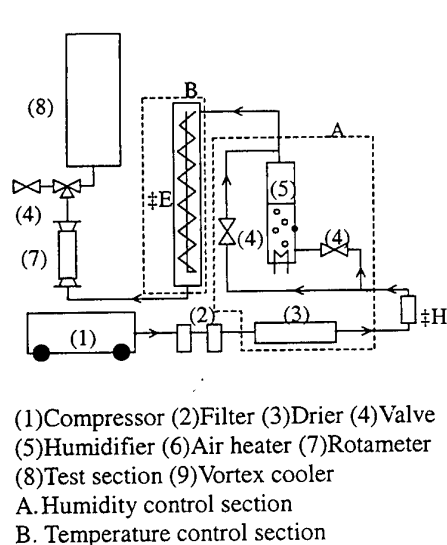 B
A
(8)
(5)
‡E
(4)
(4)
(4)
(7)
(2)
(3)
‡H
(1)
(1)Compressor (2)Filter (3)Drier (4)Valve
(5)Humidifier (6)Air heater (7)Rotameter
(8)Test section (9)Vortex cooler
A.Humidity control section
B. Temperature control section